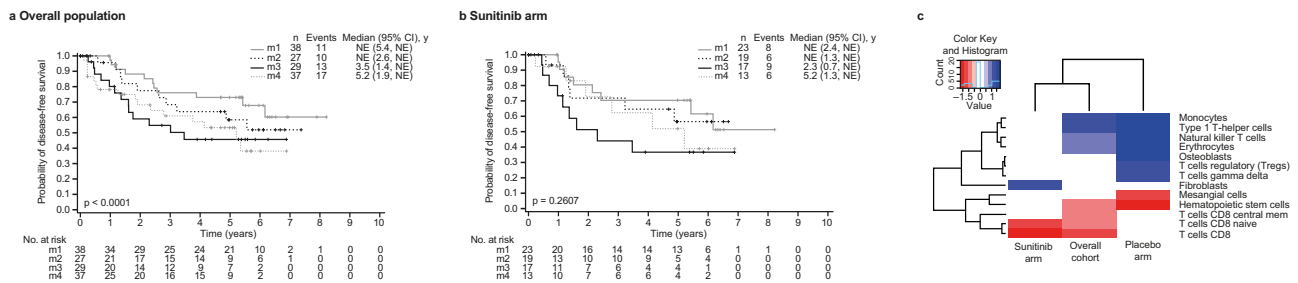 a Overall population
n Events Median (95% CI), y
m1 38 11 NE (5.4, NE)
m2 27 10 NE (2.6, NE)
m3 29 13 3.5 (1.4, NE)
m4 37 17 5.2 (1.9, NE)
Probability of disease-free survival
1.0
0.9
0.8
0.7
0.6
0.5
0.4
0.3
0.2
0.1
0.0
p < 0.0001
0 1 2 3 4 5 6 7 8 9 10
Time (years)
No. at risk
m1 38 34 29 25 24 21 10 2 1 0 0
m2 27 21 17 15 14 9 6 1 0 0 0
m3 29 20 14 12 9 7 2 0 0 0 0
m4 37 25 20 16 15 9 2 0 0 0 0
b Sunitinib arm
n Events Median (95% CI), y
m1 23 8 NE (2.4, NE)
m2 19 6 NE (1.3, NE)
m3 17 9 2.3 (0.7, NE)
m4 13 6 5.2 (1.3, NE)
Probability of disease-free survival
1.0
0.9
0.8
0.7
0.6
0.5
0.4
0.3
0.2
0.1
0.0
p = 0.2607
0 1 2 3 4 5 6 7 8 9 10
Time (years)
No. at risk
m1 23 20 16 14 14 13 6 1 1 0 0
m2 19 13 10 10 9 5 4 0 0 0 0
m3 17 11 7 6 4 4 1 0 0 0 0
m4 13 10 7 6 6 4 2 0 0 0 0
c
Color Key
and Histogram
Count
0 5 10 20
−1.5 0 1
Value
Monocytes
Type 1 T-helper cells
Natural killer T cells
Erythrocytes
Osteoblasts
T cells regulatory (Tregs)
T cells gamma delta
Fibroblasts
Mesangial cells
Hematopoietic stem cells
T cells CD8 central mem
T cells CD8 naive
T cells CD8
Sunitinib arm
Overall cohort
Placebo arm